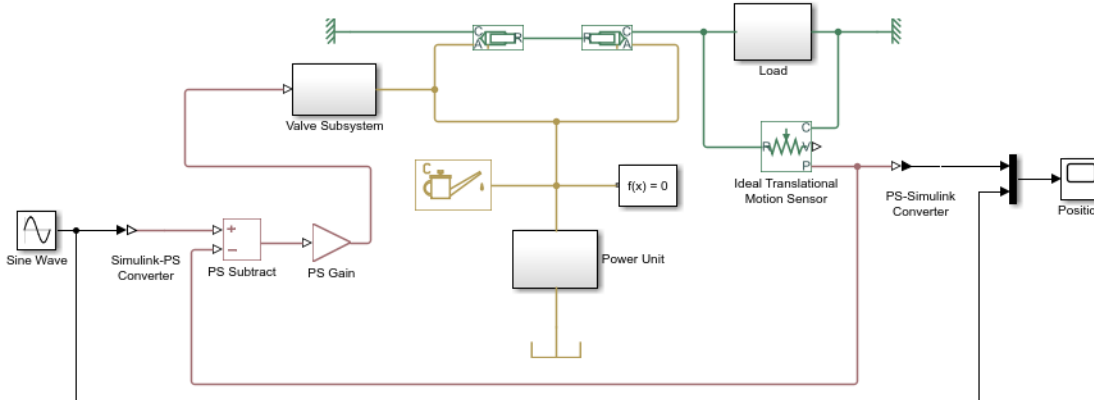 C
A
R
R
C
A
Load
Valve Subsystem
C
f(x) = 0
C
R
V
P
Ideal Translational
Motion Sensor
PS-Simulink
Converter
Positio
Sine Wave
Simulink-PS
Converter
+
−
PS Subtract
PS Gain
Power Unit